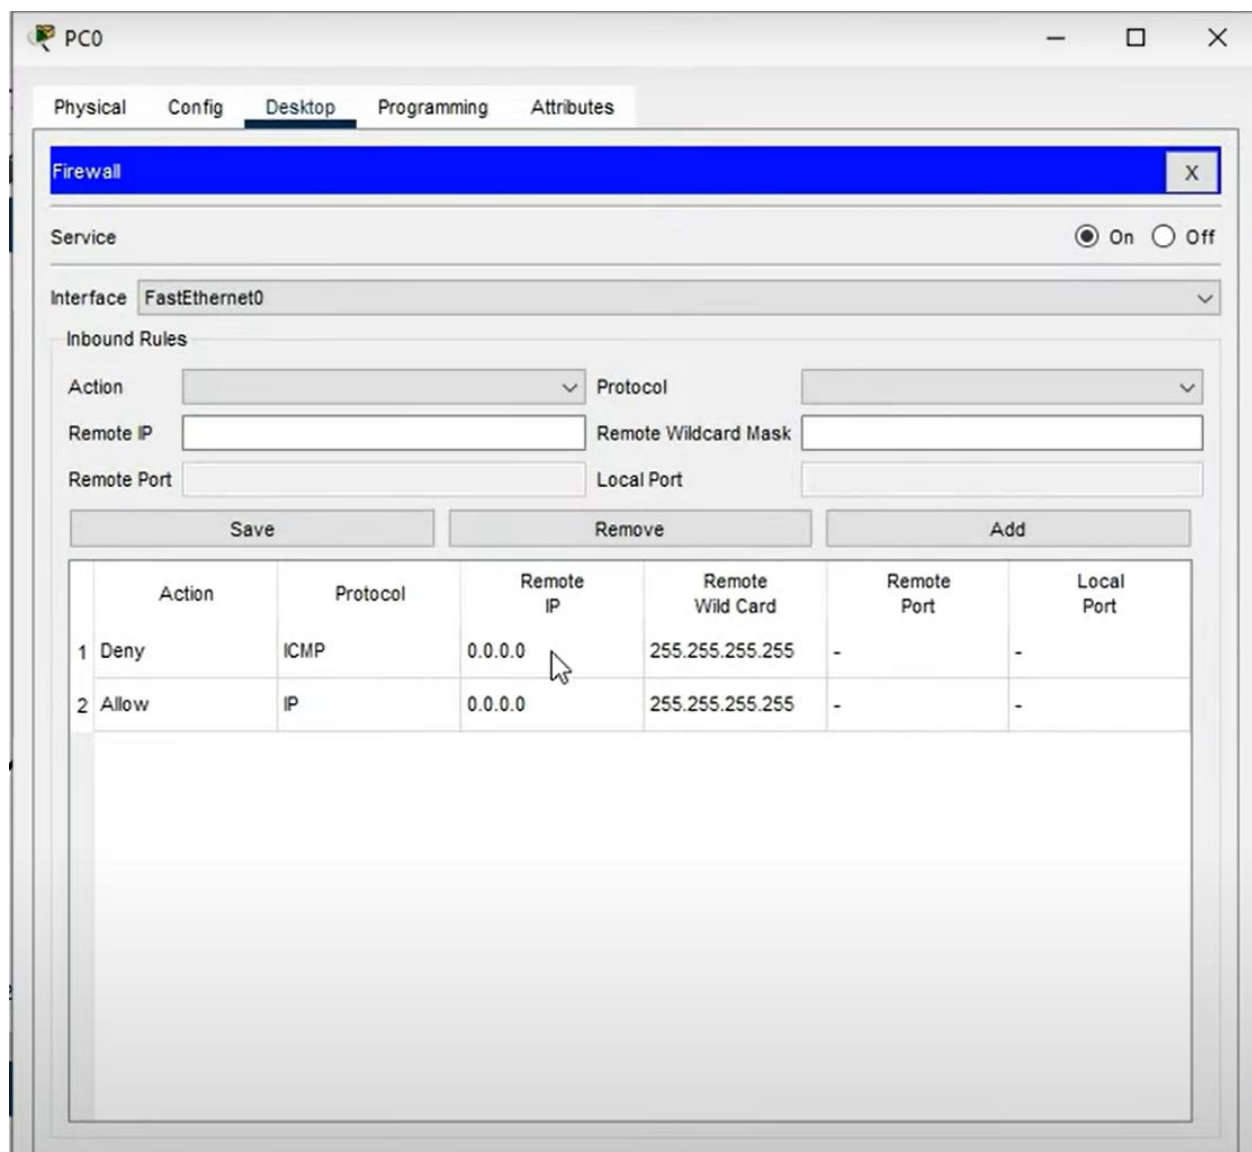 PC0
Physical Config Desktop Programming Attributes
Firewall X
Service On Off
Interface FastEthernet0
Inbound Rules
Action Protocol
Remote IP Remote Wildcard Mask
Remote Port Local Port
Save Remove Add
Action Protocol Remote IP Remote Wild Card Remote Port Local Port
1 Deny ICMP 0.0.0.0 255.255.255.255 - -
2 Allow IP 0.0.0.0 255.255.255.255 - -